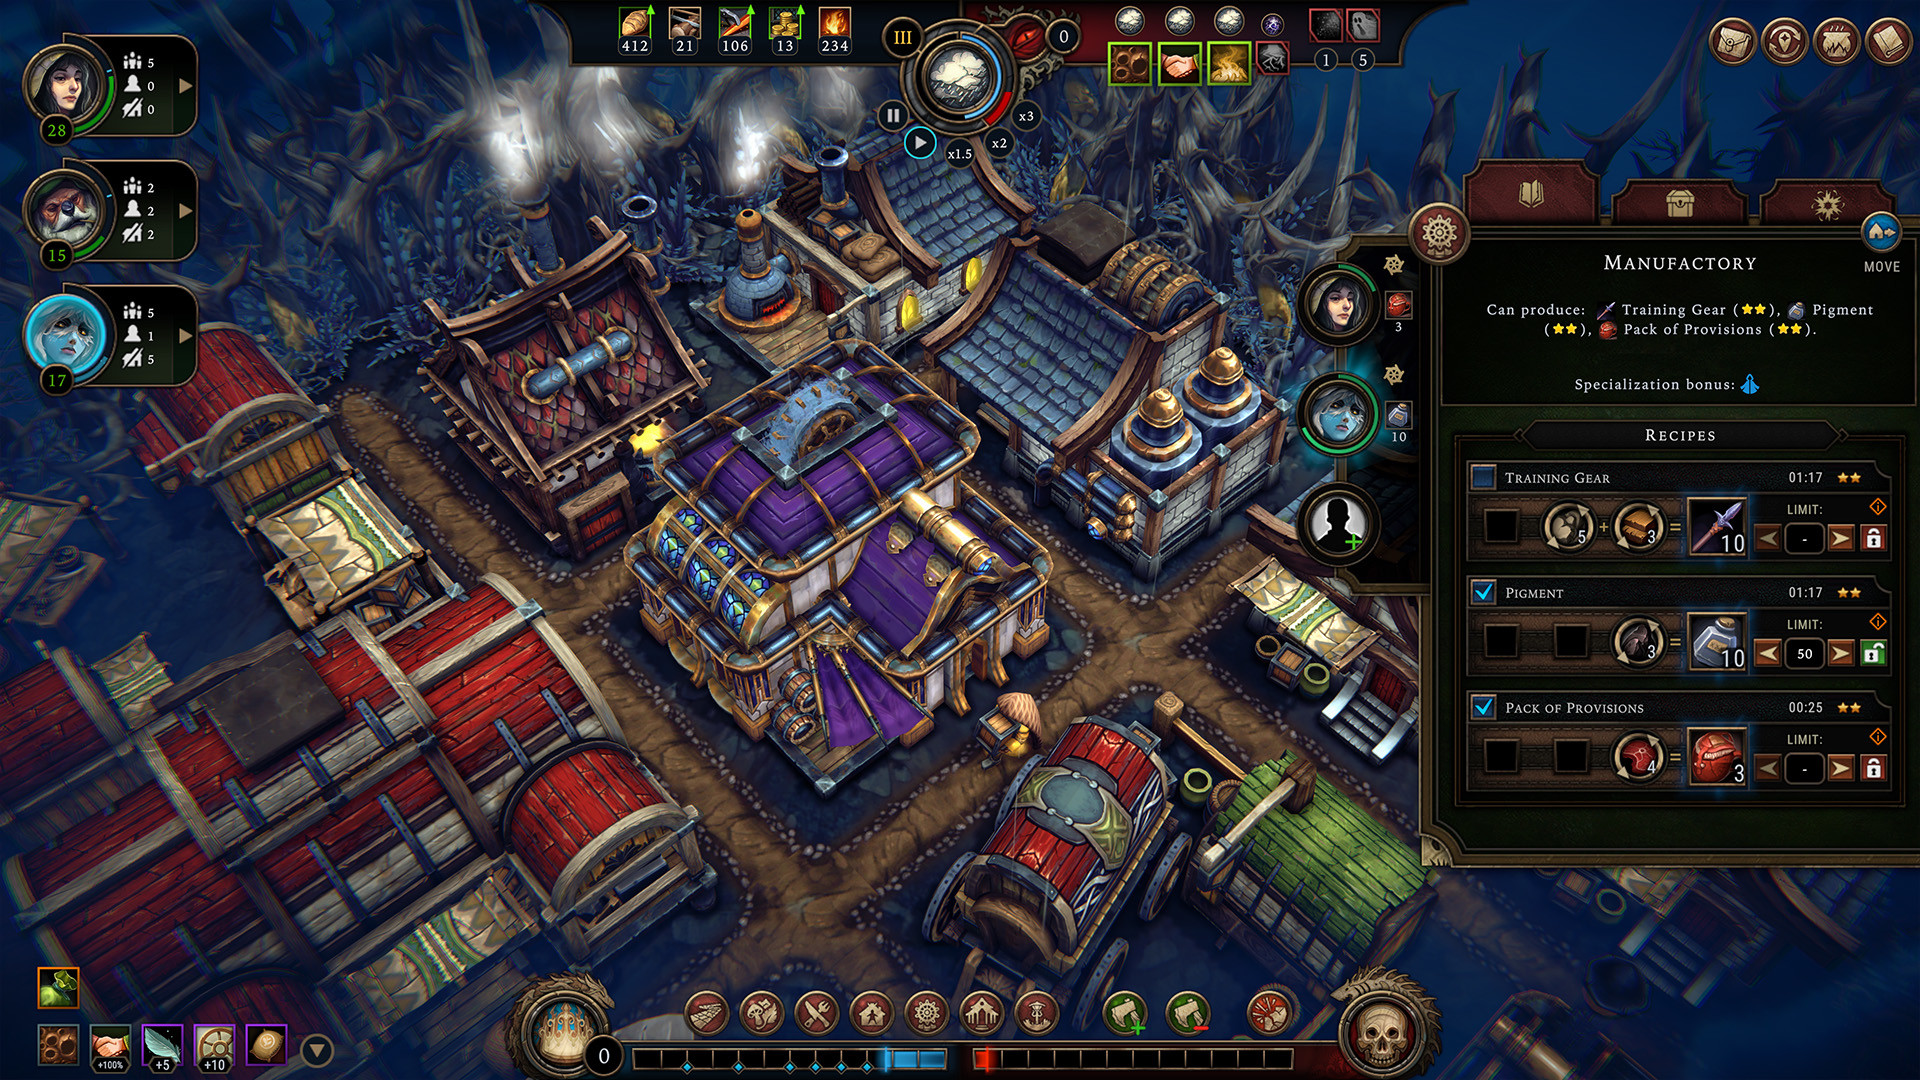 412 21 106 13 234
III
0
1 5
x1.5 x2 x3
5
0
0
28
2
2
2
15
5
1
5
17
3
10
MOVE
Manufactory
Can produce: Training Gear (★★), Pigment
(★★), Pack of Provisions (★★).
Specialization bonus:
Recipes
Training Gear 01:17
LIMIT:
5 + 3 = 10 -
Pigment 01:17
LIMIT:
3 = 10 50
Pack of Provisions 00:25
LIMIT:
4 = 3 -
+100% +5 +10
0